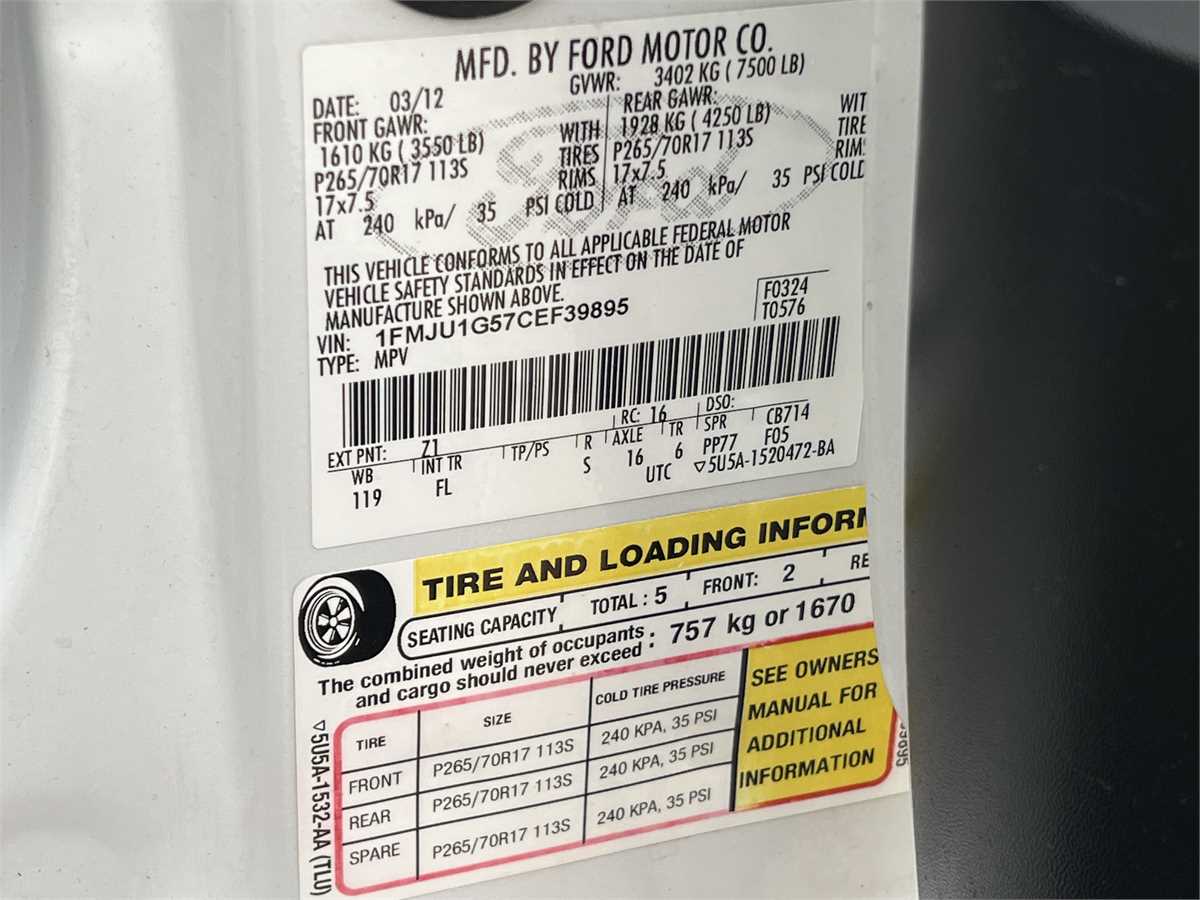 MFD. BY FORD MOTOR CO.
DATE: 03/12 GVWR: 3402 KG ( 7500 LB)
FRONT GAWR: REAR GAWR:
1610 KG ( 3550 LB) WITH 1928 KG ( 4250 LB) WIT
P265/70R17 113S TIRES P265/70R17 113S TIRE
17x7.5 RIMS 17x7.5 RIM
AT 240 kPa/ 35 PSI COLD AT 240 kPa/ 35 PSI COLD
Ford
THIS VEHICLE CONFORMS TO ALL APPLICABLE FEDERAL MOTOR
VEHICLE SAFETY STANDARDS IN EFFECT ON THE DATE OF
MANUFACTURE SHOWN ABOVE.
VIN: 1FMJU1G57CEF39895 F0324
TYPE: MPV T0576
EXT PNT: Z1 RC: 16 DSO:
WB INT TR TP/PS R AXLE TR SPR CB714
119 FL S 16 6 PP77 F05
UTC ▽5U5A-1520472-BA
TIRE AND LOADING INFOR
SEATING CAPACITY TOTAL : 5 FRONT: 2 RE
The combined weight of occupants : 757 kg or 1670
and cargo should never exceed :
TIRE SIZE COLD TIRE PRESSURE
FRONT P265/70R17 113S 240 KPA, 35 PSI
REAR P265/70R17 113S 240 KPA, 35 PSI
SPARE P265/70R17 113S 240 KPA, 35 PSI
SEE OWNERS
MANUAL FOR
ADDITIONAL
INFORMATION
▽5U5A-1532-AA (TLU)